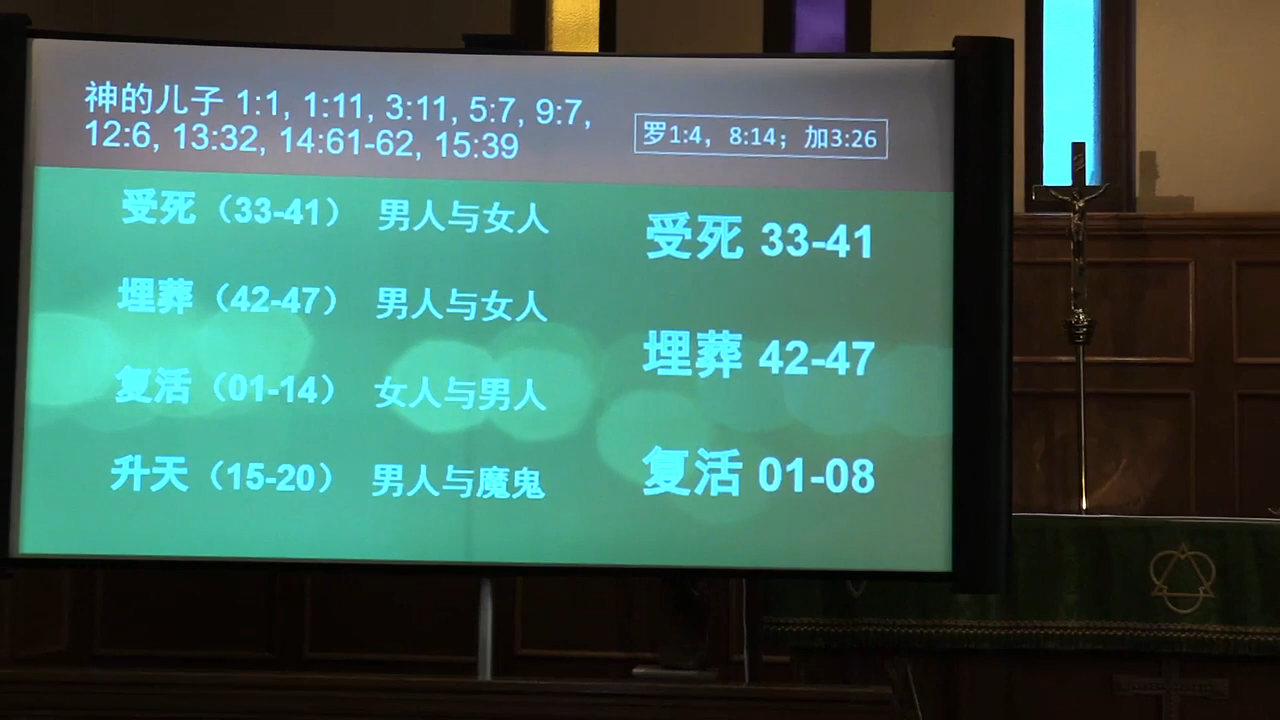 神的儿子 1:1, 1:11, 3:11, 5:7, 9:7,
12:6, 13:32, 14:61-62, 15:39
罗1:4，8:14；加3:26
受死（33-41） 男人与女人
埋葬（42-47） 男人与女人
复活（01-14） 女人与男人
升天（15-20） 男人与魔鬼
受死 33-41
埋葬 42-47
复活 01-08